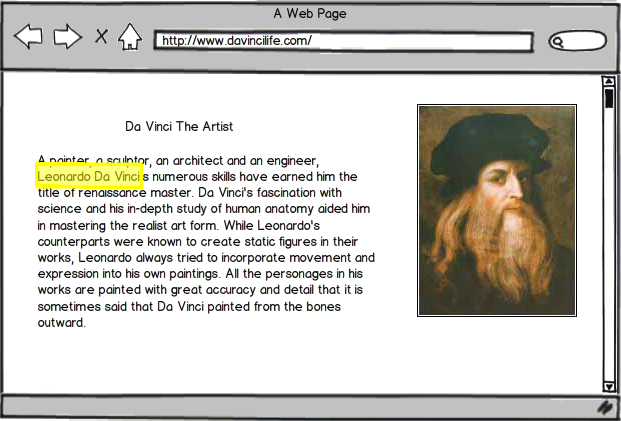 A Web Page
http://www.davincilife.com/
Da Vinci The Artist
A painter, a sculptor, an architect and an engineer,
Leonardo Da Vinci's numerous skills have earned him the
title of renaissance master. Da Vinci's fascination with
science and his in-depth study of human anatomy aided him
in mastering the realist art form. While Leonardo's
counterparts were known to create static figures in their
works, Leonardo always tried to incorporate movement and
expression into his own paintings. All the personages in his
works are painted with great accuracy and detail that it is
sometimes said that Da Vinci painted from the bones
outward.